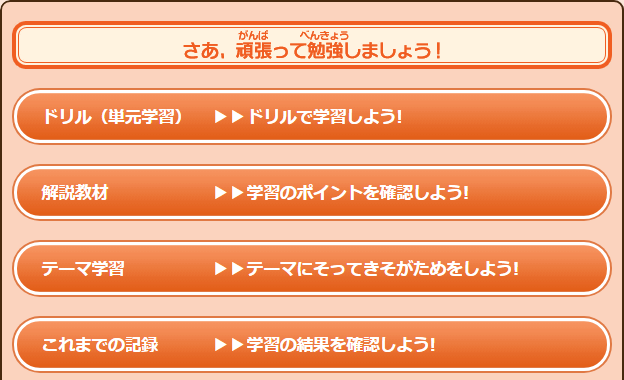 がんば べんきょう
さあ、頑張って勉強しましょう！
ドリル（単元学習） ▶▶ドリルで学習しよう!
解説教材 ▶▶学習のポイントを確認しよう!
テーマ学習 ▶▶テーマにそってきそがためをしよう!
これまでの記録 ▶▶学習の結果を確認しよう!